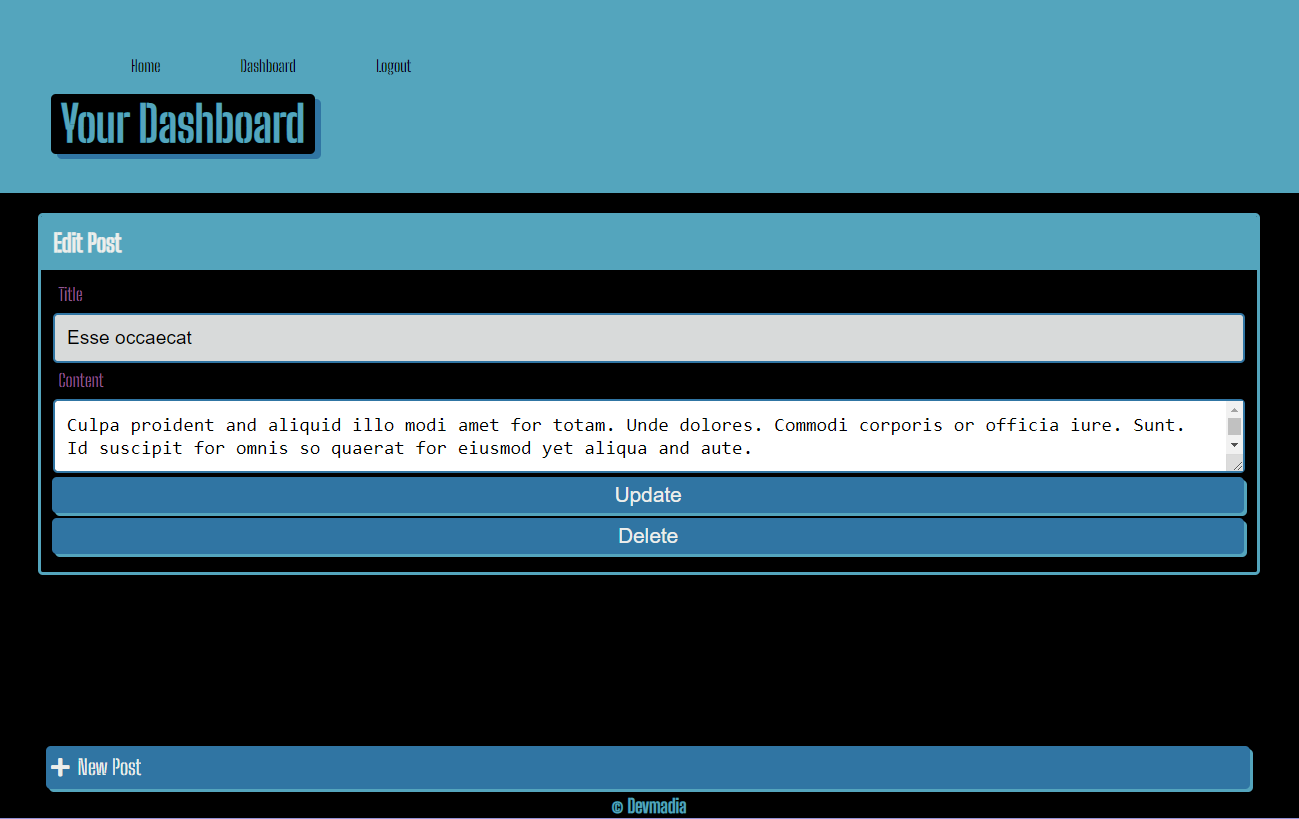 Home Dashboard Logout
Your Dashboard
Edit Post
Title
Esse occaecat
Content
Culpa proident and aliquid illo modi amet for totam. Unde dolores. Commodi corporis or officia iure. Sunt.
Id suscipit for omnis so quaerat for eiusmod yet aliqua and aute.
Update
Delete
New Post
© Devmadia